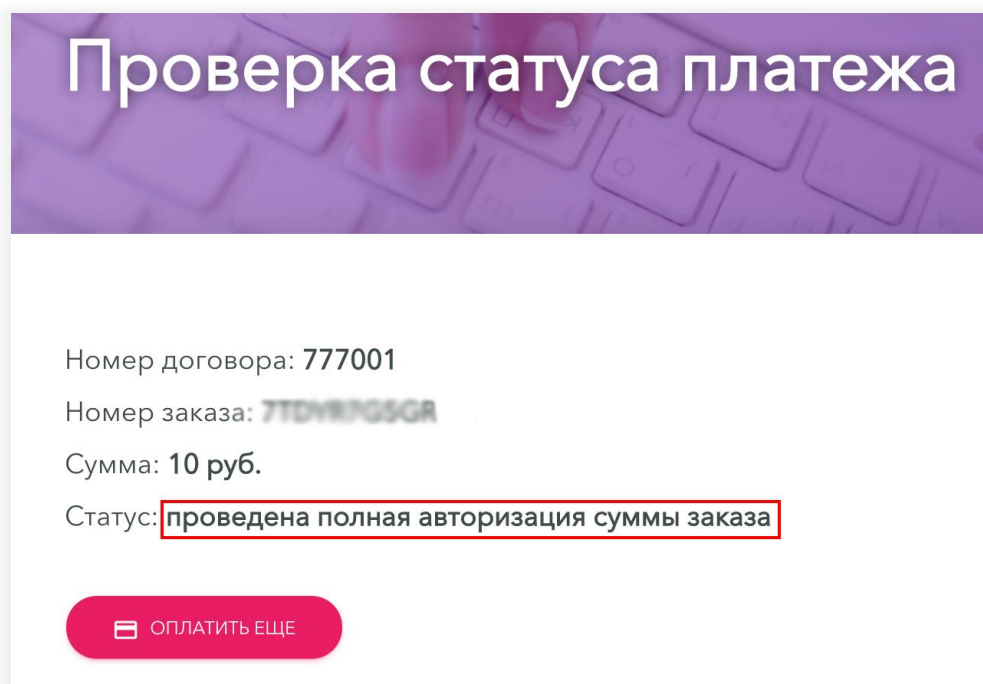 Проверка статуса платежа
Номер договора: 777001
Номер заказа:
Сумма: 10 руб.
Статус: проведена полная авторизация суммы заказа
ОПЛАТИТЬ ЕЩЕ